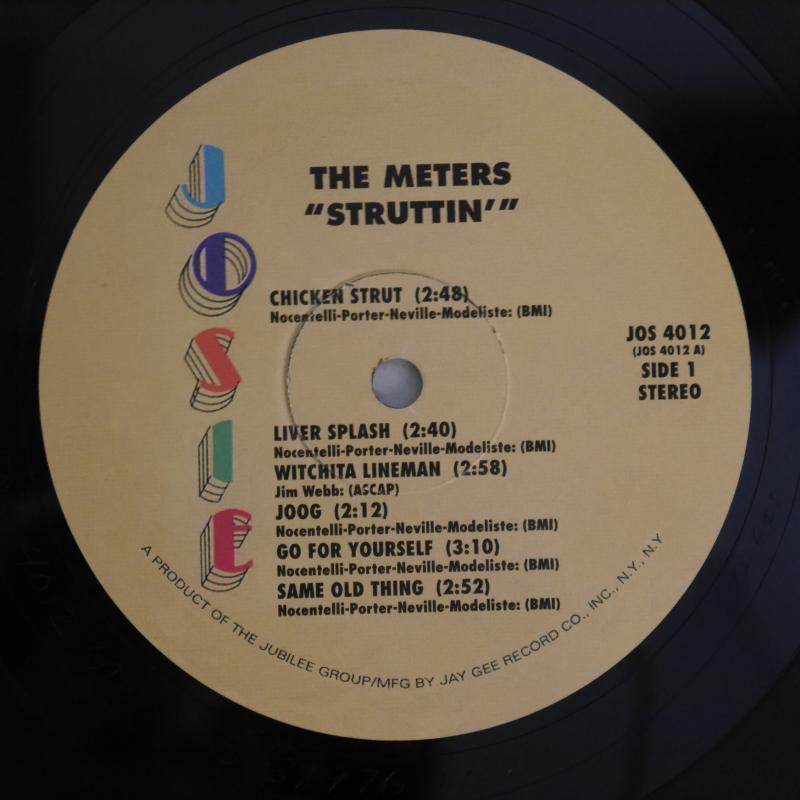 JOSIE
THE METERS
"STRUTTIN'"
CHICKEN STRUT (2:48)
Nocentelli-Porter-Neville-Modeliste: (BMI)
JOS 4012
(JOS 4012 A)
SIDE 1
STEREO
LIVER SPLASH (2:40)
Nocentelli-Porter-Neville-Modeliste: (BMI)
WITCHITA LINEMAN (2:58)
Jim Webb: (ASCAP)
JOOG (2:12)
Nocentelli-Porter-Neville-Modeliste: (BMI)
GO FOR YOURSELF (3:10)
Nocentelli-Porter-Neville-Modeliste: (BMI)
SAME OLD THING (2:52)
Nocentelli-Porter-Neville-Modeliste: (BMI)
A PRODUCT OF THE JUBILEE GROUP/MFG BY JAY GEE RECORD CO., INC., N.Y., N.Y